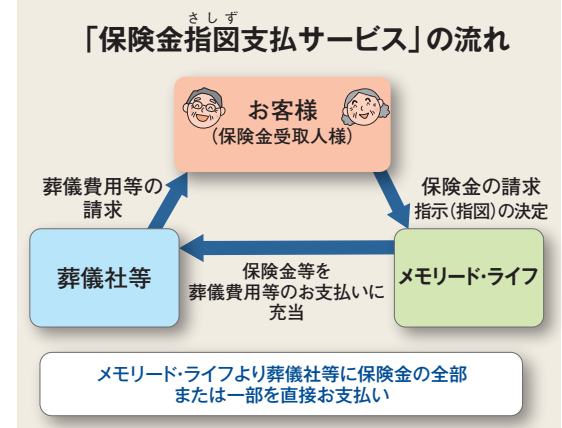 さしず
「保険金指図支払サービス」の流れ
お客様
(保険金受取人様)
葬儀費用等の
請求
保険金の請求
指示(指図)の決定
葬儀社等
保険金等を
葬儀費用等のお支払いに
充当
メモリード・ライフ
メモリード・ライフより葬儀社等に保険金の全部
または一部を直接お支払い